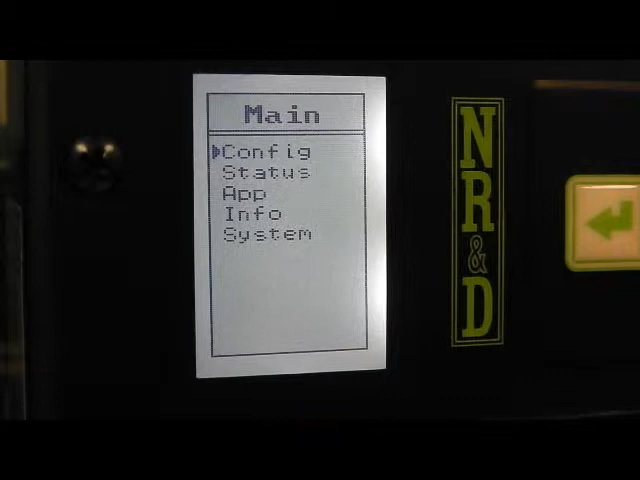 Main
Config
Status
App
Info
System
NR&D